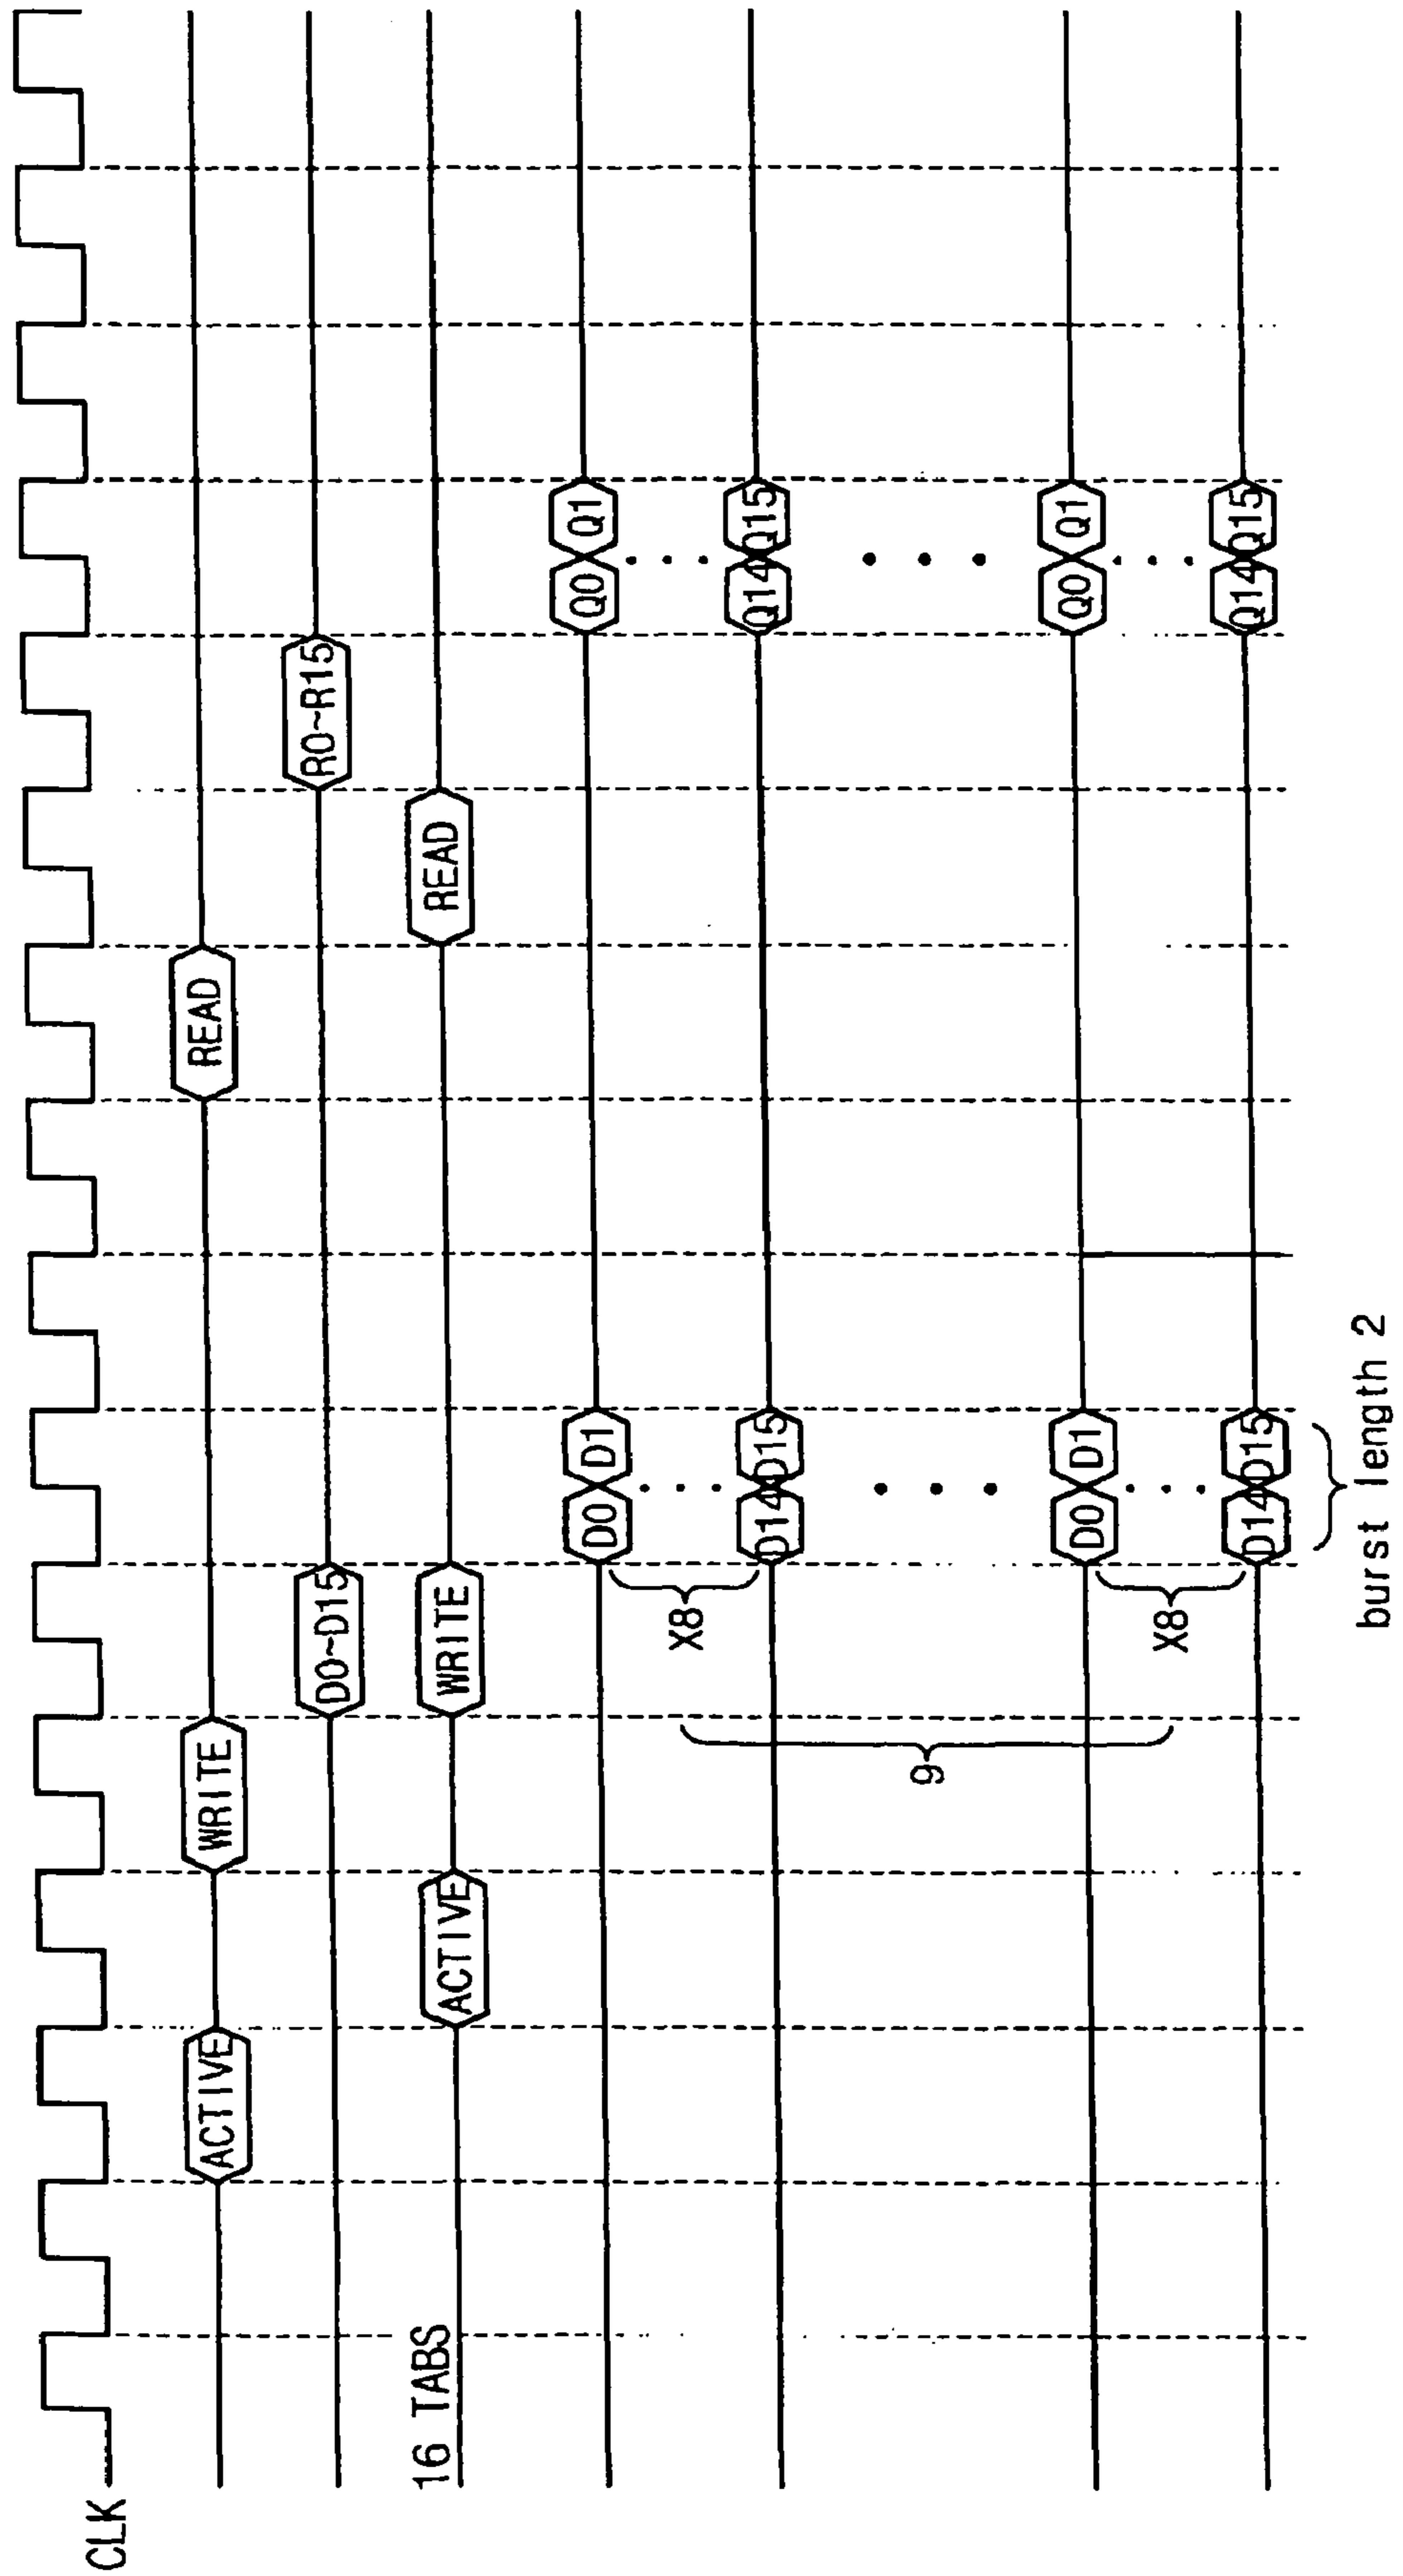 CLK
ACTIVE WRITE READ
D0~D15 R0~R15
16 TABS ACTIVE WRITE READ
D0 D1 Q0 Q1
X8
D14 D15 Q14 Q15
9
D0 D1 Q0 Q1
X8
D14 D15 Q14 Q15
burst length 2